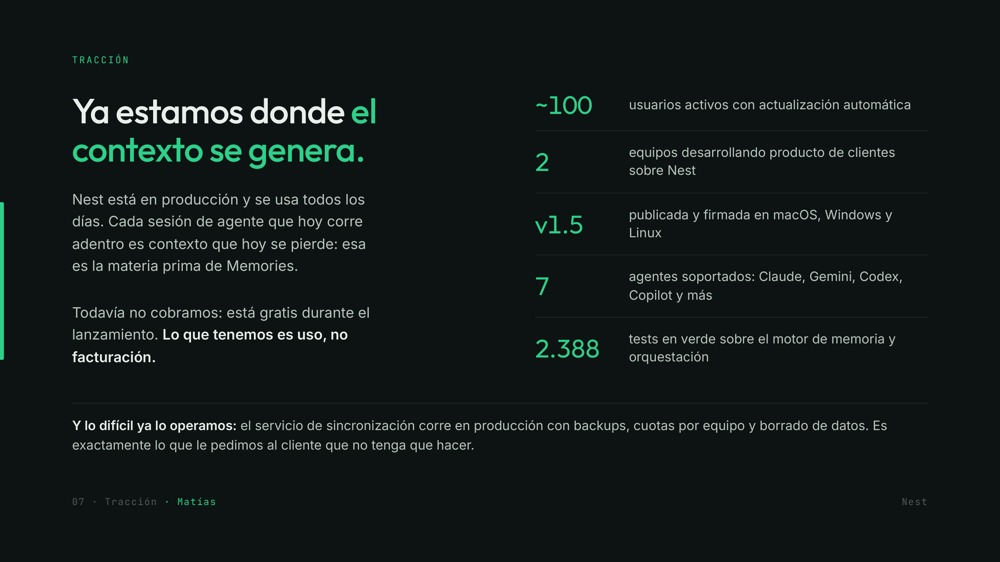 TRACCIÓN
Ya estamos donde el
contexto se genera.
Nest está en producción y se usa todos los
días. Cada sesión de agente que hoy corre
adentro es contexto que hoy se pierde: esa
es la materia prima de Memories.
Todavía no cobramos: está gratis durante el
lanzamiento. Lo que tenemos es uso, no
facturación.
~100
usuarios activos con actualización automática
2
equipos desarrollando producto de clientes
sobre Nest
v1.5
publicada y firmada en macOS, Windows y
Linux
7
agentes soportados: Claude, Gemini, Codex,
Copilot y más
2.388
tests en verde sobre el motor de memoria y
orquestación
Y lo difícil ya lo operamos: el servicio de sincronización corre en producción con backups, cuotas por equipo y borrado de datos. Es
exactamente lo que le pedimos al cliente que no tenga que hacer.
07 · Tracción · Matías
Nest